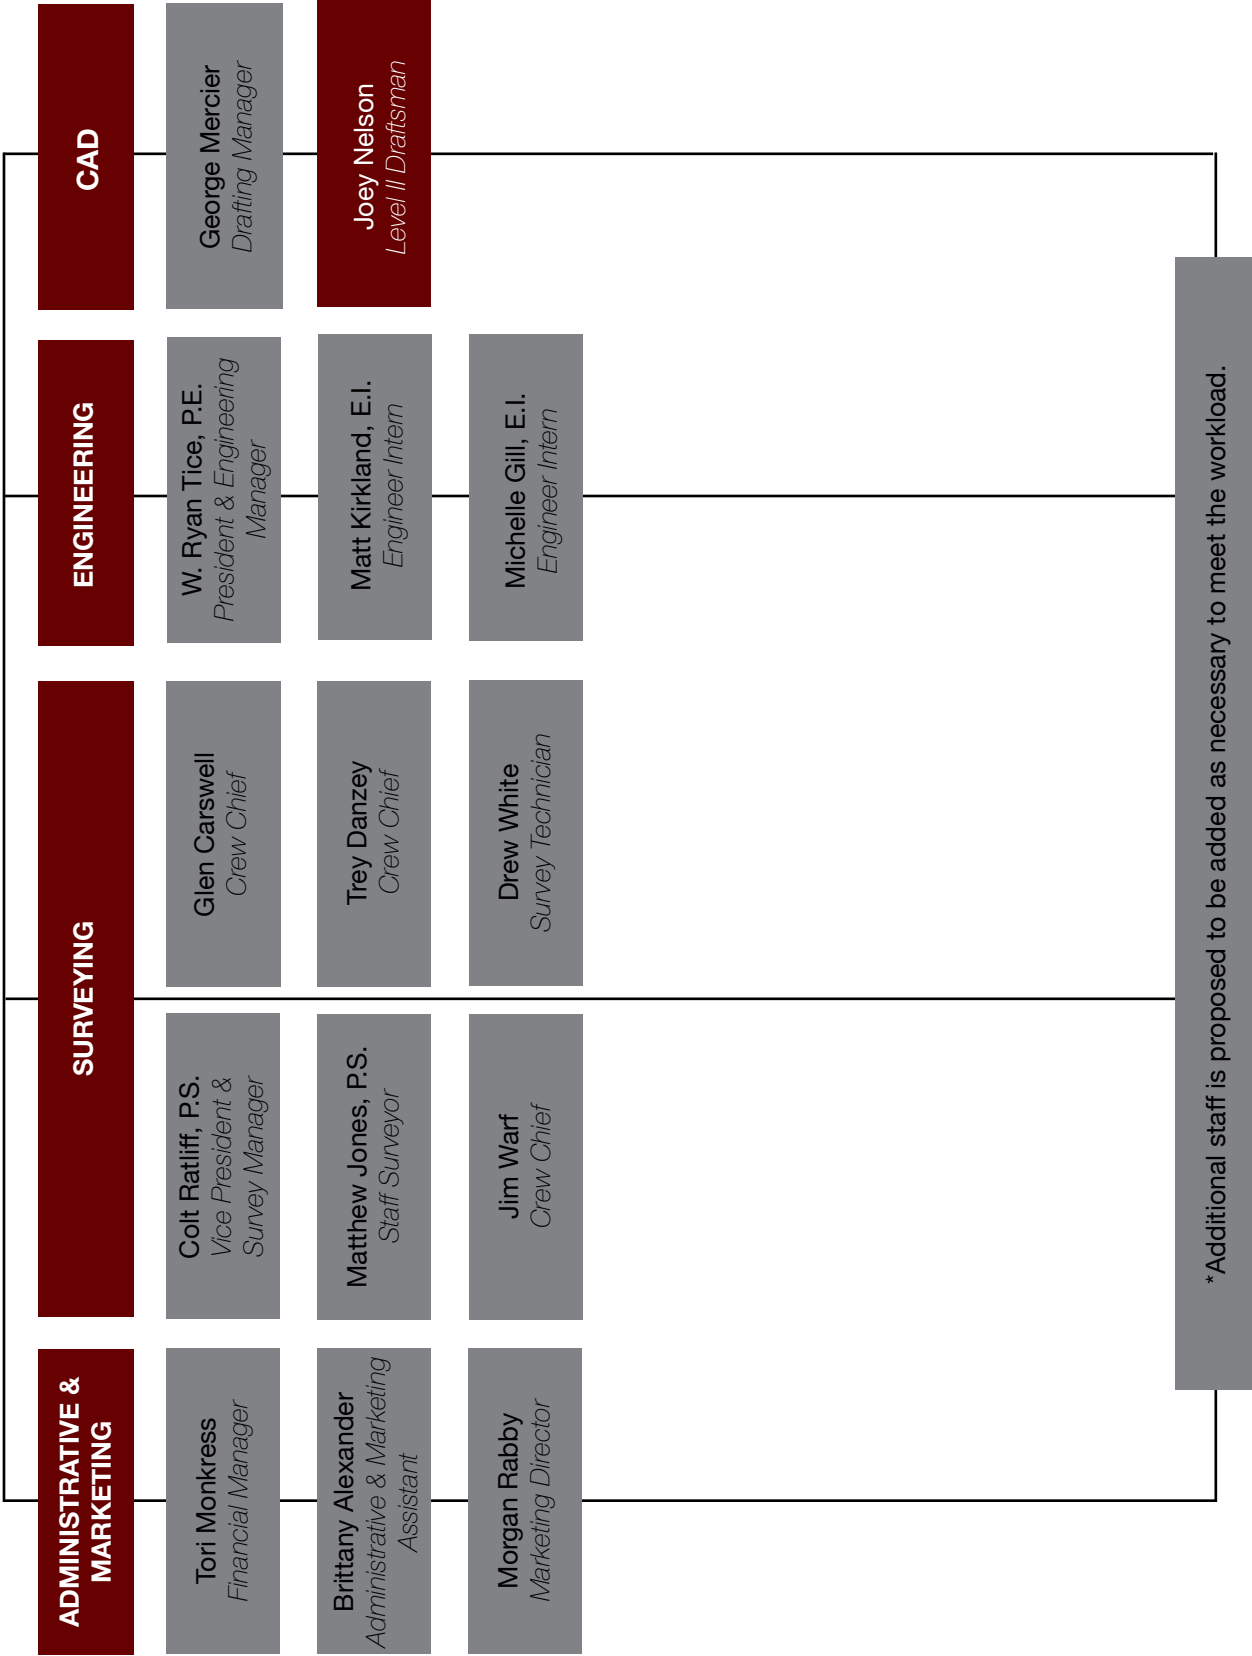 ADMINISTRATIVE &
MARKETING
Tori Monkress
Financial Manager
Brittany Alexander
Administrative & Marketing
Assistant
Morgan Rabby
Marketing Director
SURVEYING
Colt Ratliff, P.S.
Vice President &
Survey Manager
Matthew Jones, P.S.
Staff Surveyor
Jim Warf
Crew Chief
Glen Carswell
Crew Chief
Trey Danzey
Crew Chief
Drew White
Survey Technician
ENGINEERING
W. Ryan Tice, P.E.
President & Engineering
Manager
Matt Kirkland, E.I.
Engineer Intern
Michelle Gill, E.I.
Engineer Intern
CAD
George Mercier
Drafting Manager
Joey Nelson
Level II Draftsman
*Additional staff is proposed to be added as necessary to meet the workload.